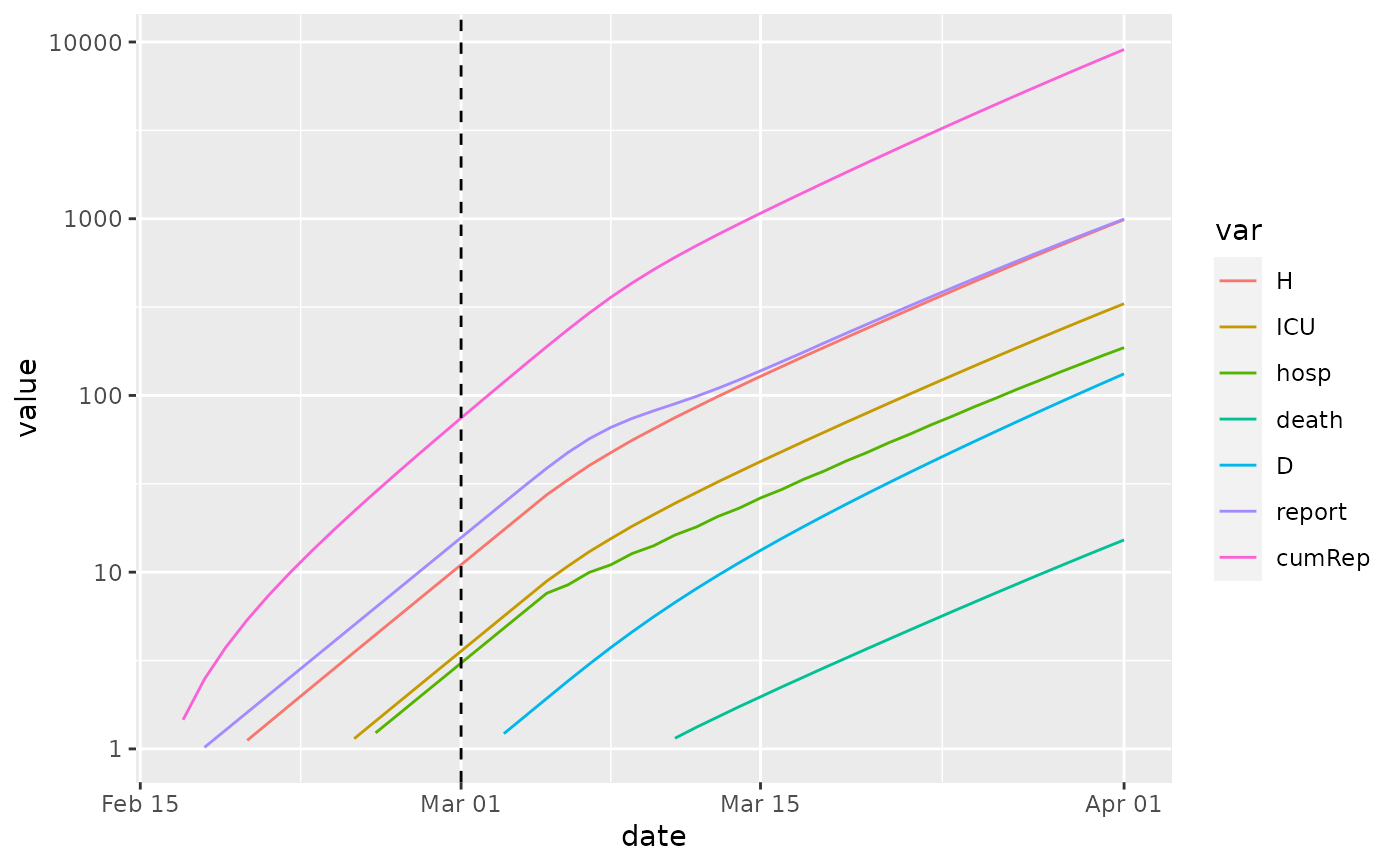 10000
1000
100
10
1
value
Feb 15
Mar 01
Mar 15
Apr 01
date
var
H
ICU
hosp
death
D
report
cumRep